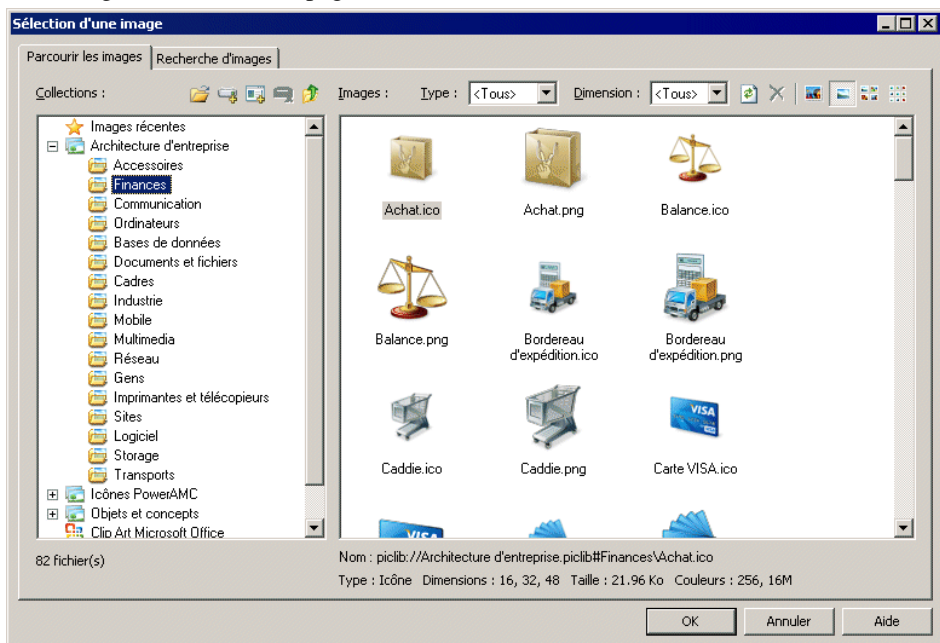 Sélection d'une image
Parcourir les images
Recherche d'images
Collections :
Images :
Type :
<Tous>
Dimension :
<Tous>
Images récentes
Architecture d'entreprise
Accessoires
Finances
Communication
Ordinateurs
Bases de données
Documents et fichiers
Cadres
Industrie
Mobile
Multimedia
Réseau
Gens
Imprimantes et télécopieurs
Sites
Logiciel
Storage
Transports
Icônes PowerAMC
Objets et concepts
Clip Art Microsoft Office
Achat.ico
Achat.png
Balance.ico
Balance.png
Bordereau
d'expédition.ico
Bordereau
d'expédition.png
VISA
Caddie.ico
Caddie.png
Carte VISA.ico
VISA
82 fichier(s)
Nom : piclib://Architecture d'entreprise.piclib#Finances\Achat.ico
Type : Icône Dimensions : 16, 32, 48 Taille : 21.96 Ko Couleurs : 256, 16M
OK
Annuler
Aide